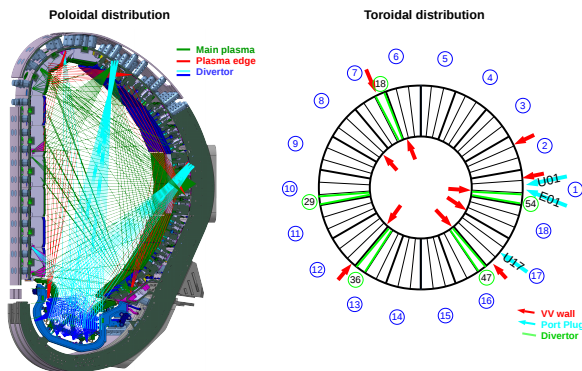 Poloidal distribution
Toroidal distribution
Main plasma
Plasma edge
Divertor
1
2
3
4
5
6
7
8
9
10
11
12
13
14
15
16
17
18
18
29
36
47
54
U01
E01
U17
VV wall
Port Plug
Divertor